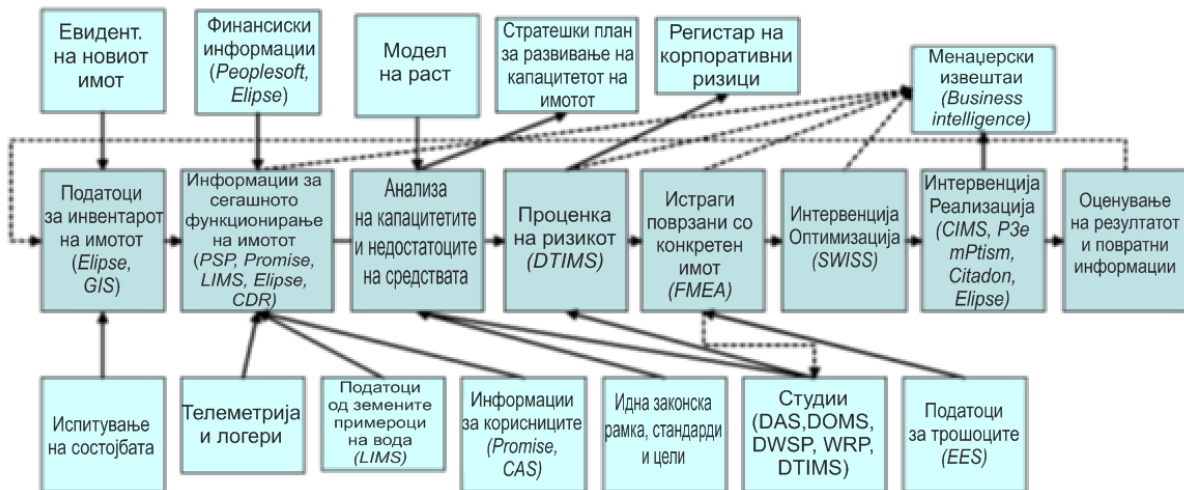 Евидент.
на новиот
имот
Финансиски
информации
(Peoplesoft,
Elipse)
Модел
на раст
Стратешки план
за развивање на
капацитетот на
имотот
Регистар на
корпоративни
ризици
Менаџерски
извештаи
(Business
intelligence)
Податоци
за инвентарот
на имотот
(Elipse,
GIS)
Информации за
сегашното
функционирање
на имотот
(PSP, Promise,
LIMS, Elipse,
CDR)
Анализа
на капацитетите
и недостатоците
на средствата
Проценка
на ризикот
(DTIMS)
Истраги
поврзани со
конкретен
имот
(FMEA)
Интервенција
Оптимизација
(SWISS)
Интервенција
Реализација
(CIMS, P3e
mPtism,
Citadon,
Elipse)
Оценување
на резултатот
и повратни
информации
Испитување
на состојбата
Телеметрија
и логери
Податоци
од земените
примероци
на вода
(LIMS)
Информации
за корисниците
(Promise,
CAS)
Идна законска
рамка, стандарди
и цели
Студии
(DAS,DOMS,
DWSP, WRP,
DTIMS)
Податоци
за трошоците
(EES)